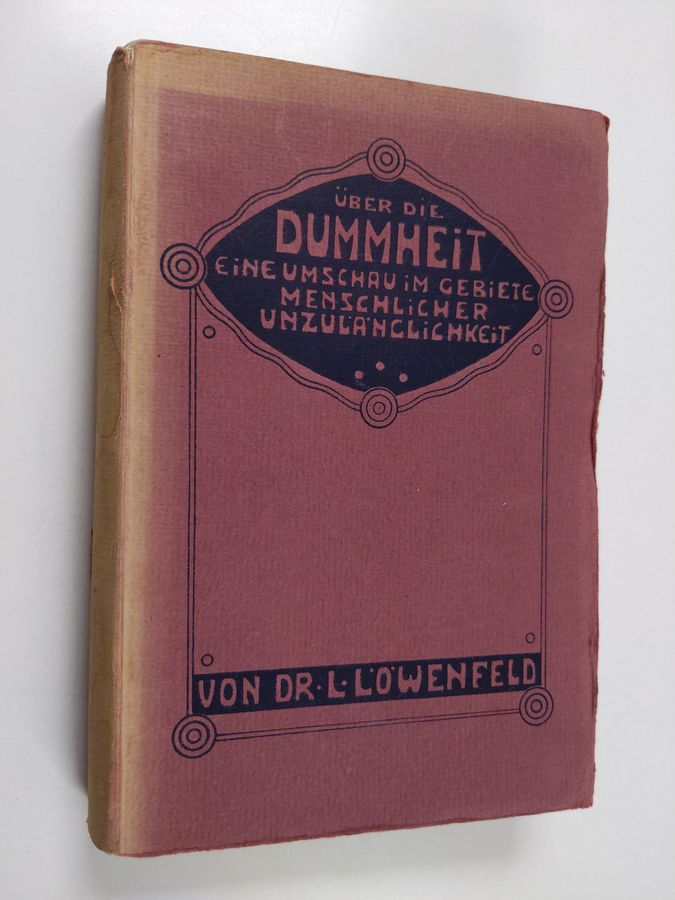 ÜBER DIE
DUMMHEIT
EINE UMSCHAU IM GEBIETE
MENSCHLICHER
UNZULÄNGLICHKEIT
VON DR. L. LÖWENFELD